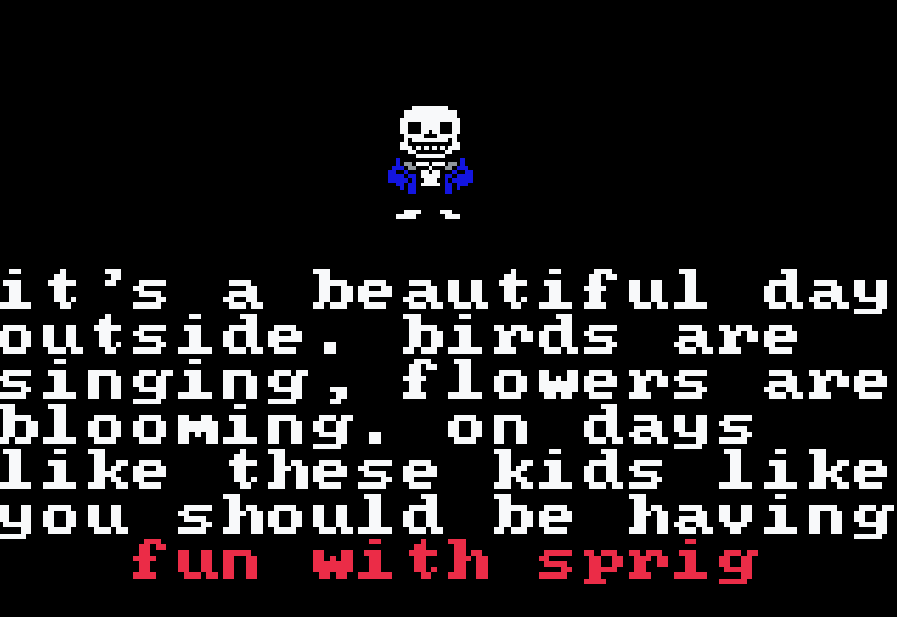 it's a beautiful day
outside. birds are
singing, flowers are
blooming. on days
like these kids like
you should be having
fun with sprig